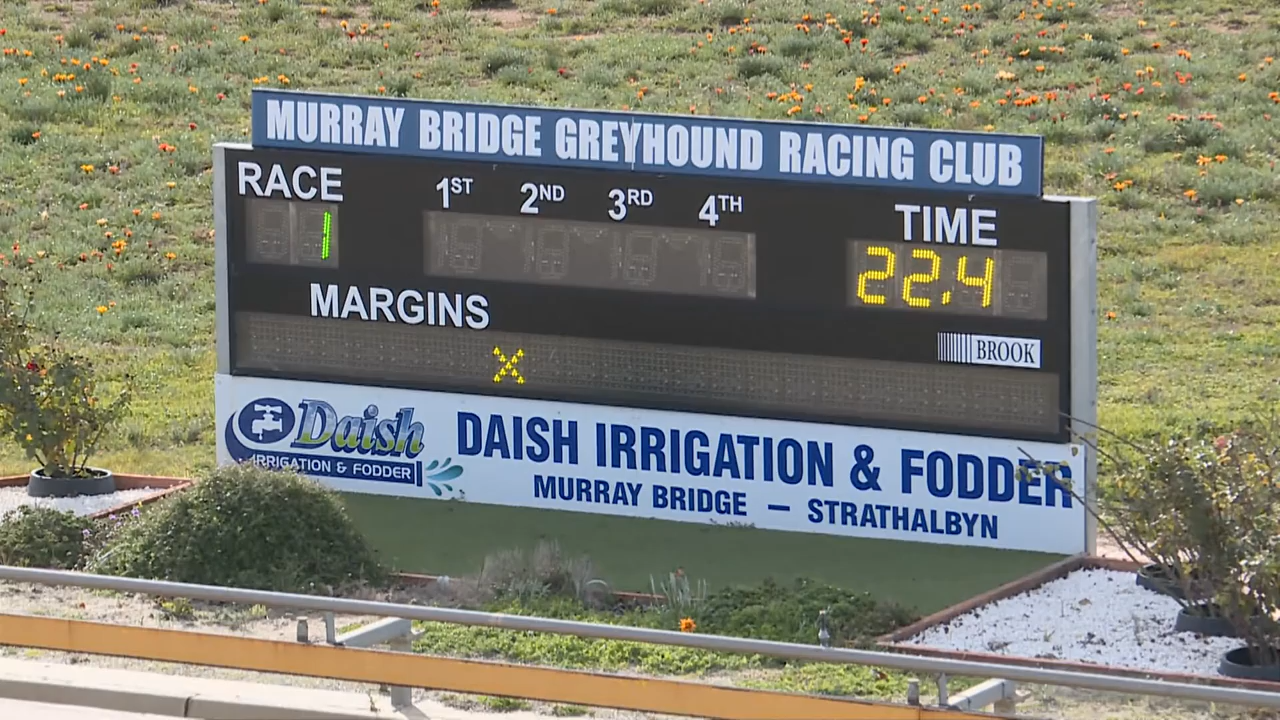 MURRAY BRIDGE GREYHOUND RACING CLUB
RACE 1ST 2ND 3RD 4TH TIME
1 22.4
MARGINS
X
BROOK
Daish
IRRIGATION & FODDER
DAISH IRRIGATION & FODDER
MURRAY BRIDGE – STRATHALBYN